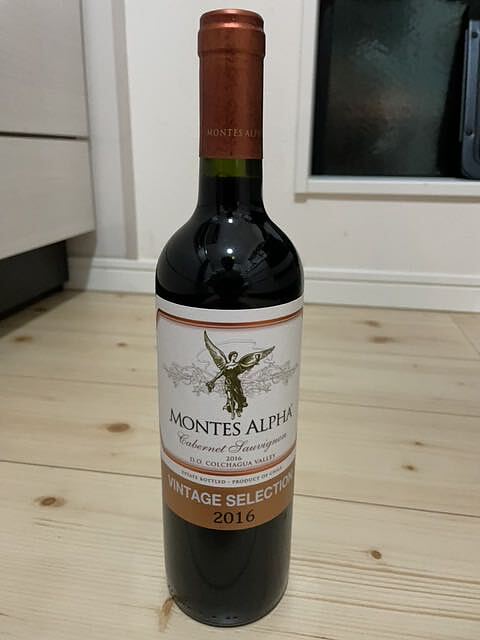 MONTES ALPHA
MONTES ALPHA
Cabernet Sauvignon
2016
D.O. COLCHAGUA VALLEY
ESTATE BOTTLED - PRODUCT OF CHILE
VINTAGE SELECTION
2016